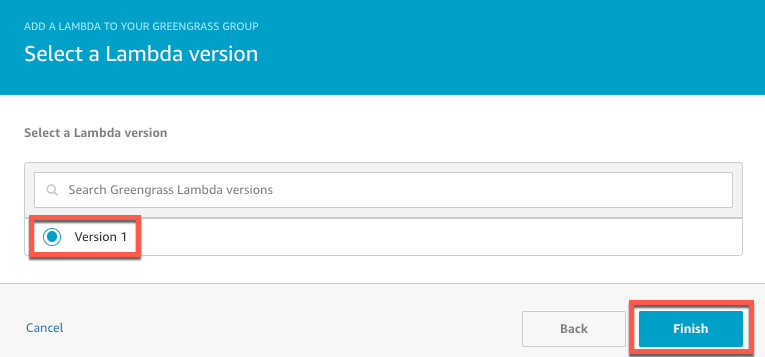 ADD A LAMBDA TO YOUR GREENGRASS GROUP
Select a Lambda version
Select a Lambda version
Search Greengrass Lambda versions
Version 1
Cancel
Back
Finish